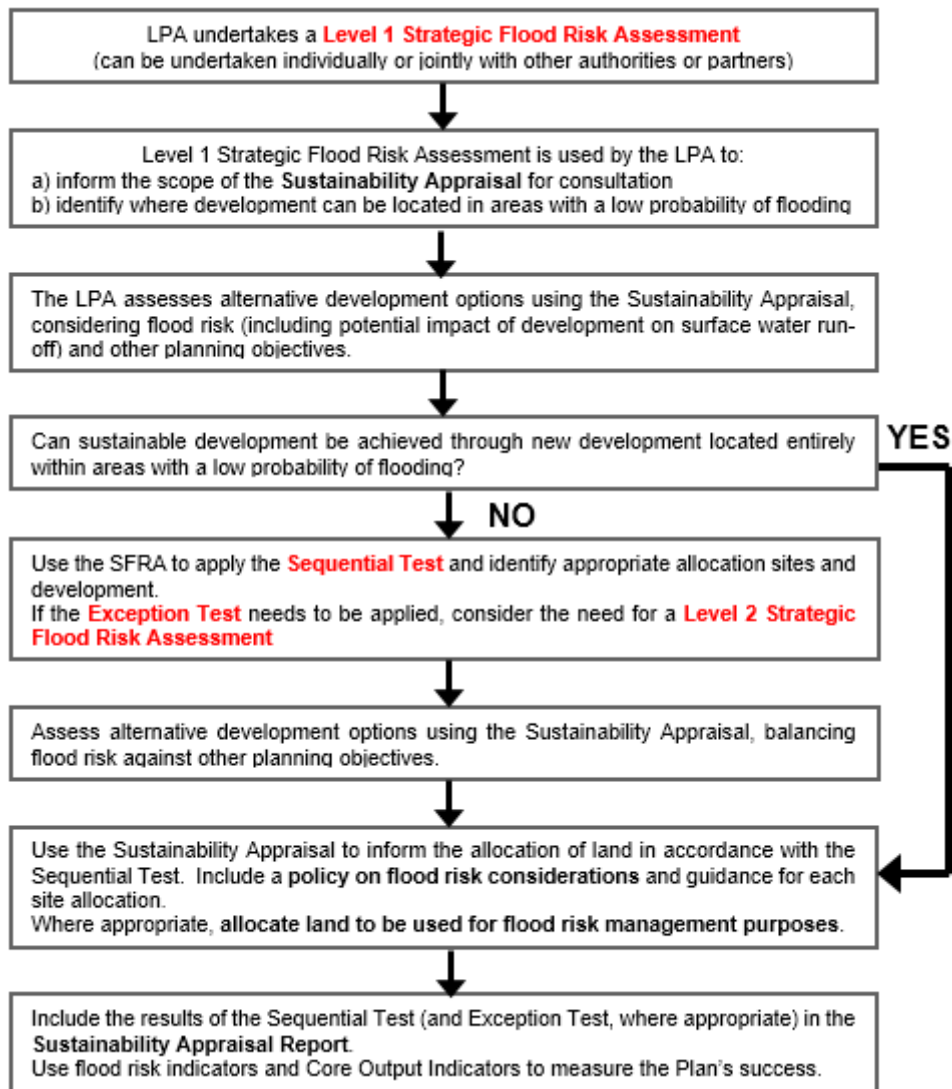 LPA undertakes a Level 1 Strategic Flood Risk Assessment
(can be undertaken individually or jointly with other authorities or partners)
Level 1 Strategic Flood Risk Assessment is used by the LPA to:
a) inform the scope of the Sustainability Appraisal for consultation
b) identify where development can be located in areas with a low probability of flooding
The LPA assesses alternative development options using the Sustainability Appraisal,
considering flood risk (including potential impact of development on surface water run-
off) and other planning objectives.
Can sustainable development be achieved through new development located entirely
within areas with a low probability of flooding?
YES
NO
Use the SFRA to apply the Sequential Test and identify appropriate allocation sites and
development.
If the Exception Test needs to be applied, consider the need for a Level 2 Strategic
Flood Risk Assessment
Assess alternative development options using the Sustainability Appraisal, balancing
flood risk against other planning objectives.
Use the Sustainability Appraisal to inform the allocation of land in accordance with the
Sequential Test. Include a policy on flood risk considerations and guidance for each
site allocation.
Where appropriate, allocate land to be used for flood risk management purposes.
Include the results of the Sequential Test (and Exception Test, where appropriate) in the
Sustainability Appraisal Report.
Use flood risk indicators and Core Output Indicators to measure the Plan's success.